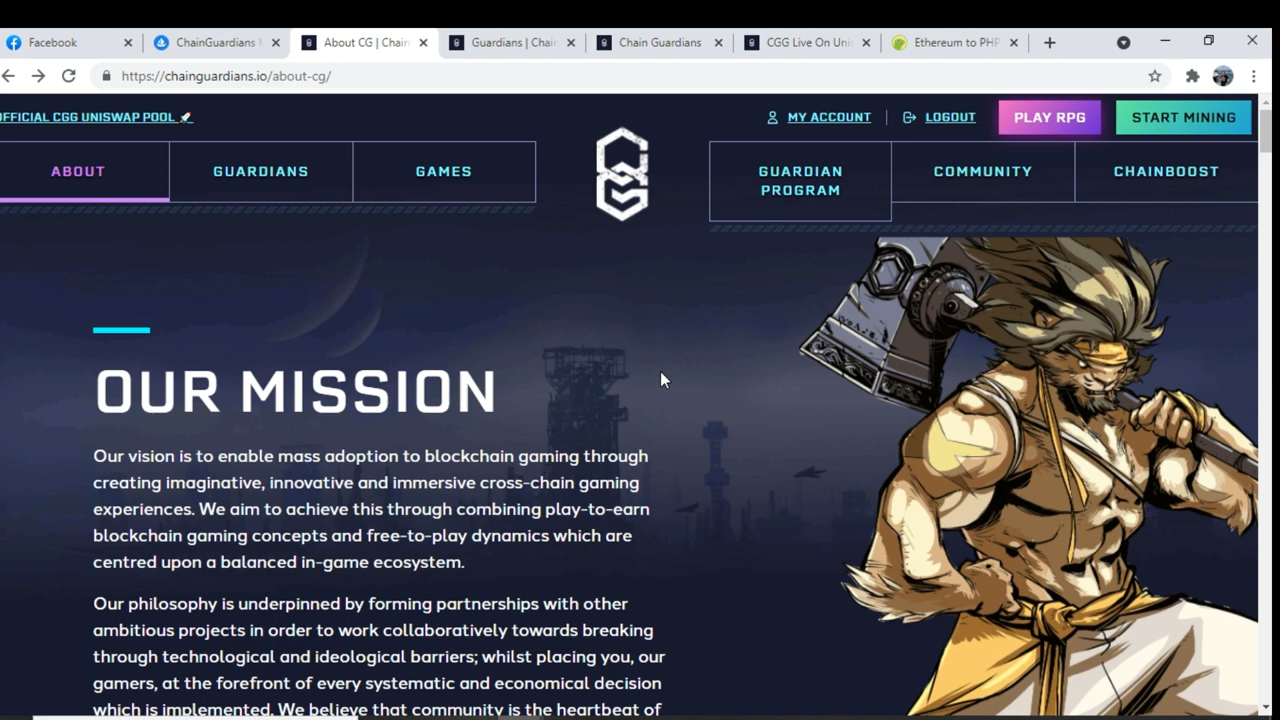 Facebook
ChainGuardians
About CG | Chain
Guardians | Chain
Chain Guardians
CGG Live On Unis
Ethereum to PHP
https://chainguardians.io/about-cg/
OFFICIAL CGG UNISWAP POOL 🚀
MY ACCOUNT
LOGOUT
PLAY RPG
START MINING
ABOUT
GUARDIANS
GAMES
GUARDIAN
PROGRAM
COMMUNITY
CHAINBOOST
OUR MISSION
Our vision is to enable mass adoption to blockchain gaming through
creating imaginative, innovative and immersive cross-chain gaming
experiences. We aim to achieve this through combining play-to-earn
blockchain gaming concepts and free-to-play dynamics which are
centred upon a balanced in-game ecosystem.
Our philosophy is underpinned by forming partnerships with other
ambitious projects in order to work collaboratively towards breaking
through technological and ideological barriers; whilst placing you, our
gamers, at the forefront of every systematic and economical decision
which is implemented. We believe that community is the heartbeat of